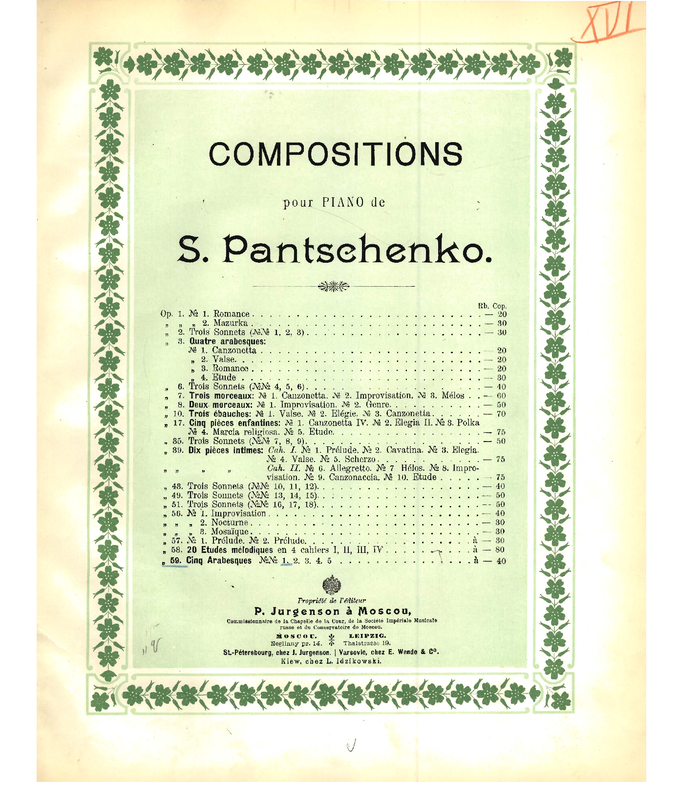 XVI
COMPOSITIONS
pour PIANO de
S. Pantschenko.
Rb. Cop.
Op. 1. № 1. Romance — 20
„ „ „ 2. Mazurka — 30
„ 2. Trois Sonnets (№№ 1, 2, 3) — 30
„ 3. Quatre arabesques:
№ 1. Canzonetta — 20
„ 2. Valse — 20
„ 3. Romance — 20
„ 4. Etude — 30
„ 6. Trois Sonnets (№№ 4, 5, 6) — 40
„ 7. Trois morceaux: № 1. Canzonetta. № 2. Improvisation. № 3. Mélos — 60
„ 8. Deux morceaux: № 1. Improvisation. № 2. Genre — 50
„ 10. Trois ébauches: № 1. Valse. № 2. Elégie. № 3. Canzonetta — 70
„ 17. Cinq pièces enfantines: № 1. Canzonetta IV. № 2. Elegia II. № 3. Polka
№ 4. Marcia religiosa. № 5. Etude — 75
„ 35. Trois Sonnets (№№ 7, 8, 9) — 50
„ 39. Dix pièces intimes: Cah. I. № 1. Prélude. № 2. Cavatina. № 3. Elegia.
№ 4. Valse. № 5. Scherzo — 75
„ „ „ Cah. II. № 6. Allegretto. № 7 Hélos. № 8. Impro-
visation. № 9. Canzonaccia. № 10. Etude 75
„ 43. Trois Sonnets (№№ 10, 11, 12) — 40
„ 49. Trois Sonnets (№№ 13, 14, 15) — 50
„ 51. Trois Sonnets (№№ 16, 17, 18) — 50
„ 56. № 1. Improvisation — 40
„ „ „ 2. Nocturne — 30
„ „ „ 3. Mosaïque — 30
„ 57. № 1. Prélude. № 2. Prélude à — 30
„ 58. 20 Etudes mélodiques en 4 cahiers I, II, III, IV à — 80
„ 59. Cinq Arabesques №№ 1, 2, 3, 4, 5 à — 40
Propriété de l'éditeur
P. Jurgenson à Moscou,
Commissionnaire de la Chapelle de la Cour, de la Société Impériale Musicale
russe et du Conservatoire de Moscou.
MOSCOU. LEIPZIG.
Neglinny pr. 14. Thalstrasse 19.
St.-Pétersbourg, chez J. Jurgenson. | Varsovie, chez E. Wende & Co.
Kiew, chez L. Idzikowski.